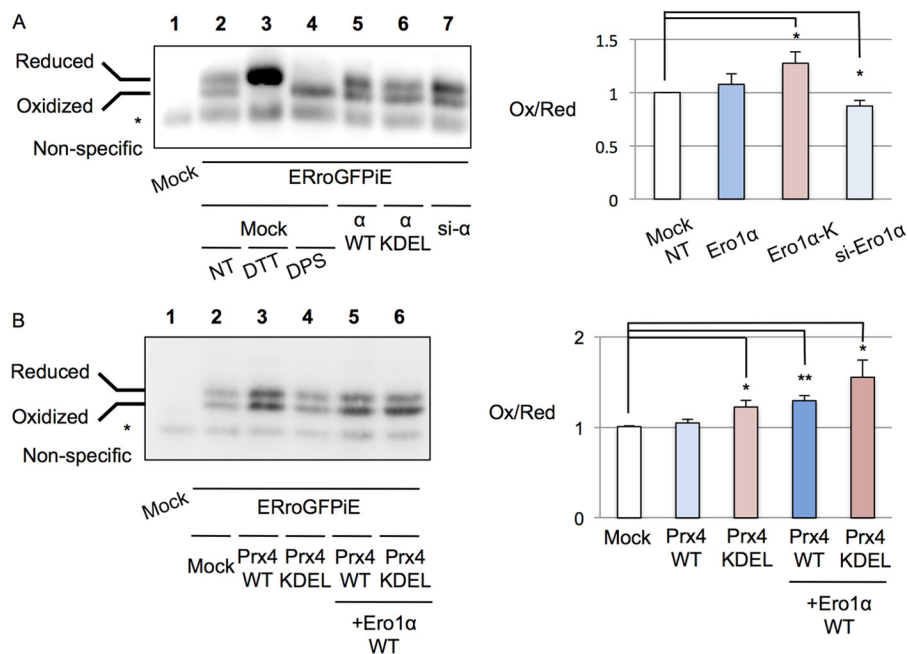 A
1 2 3 4 5 6 7
Reduced
Oxidized
*
Non-specific
Mock
ERroGFPiE
Mock
α WT
α KDEL
si-α
NT DTT DPS
Ox/Red
1.5
1
0.5
0
*
*
Mock NT
Ero1α
Ero1α-K
si-Ero1α
B
1 2 3 4 5 6
Reduced
Oxidized
*
Non-specific
Mock
ERroGFPiE
Mock
Prx4 WT
Prx4 KDEL
Prx4 WT
Prx4 KDEL
+Ero1α
WT
Ox/Red
2
1
0
*
**
*
Mock
Prx4 WT
Prx4 KDEL
Prx4 WT
Prx4 KDEL
+Ero1α
WT